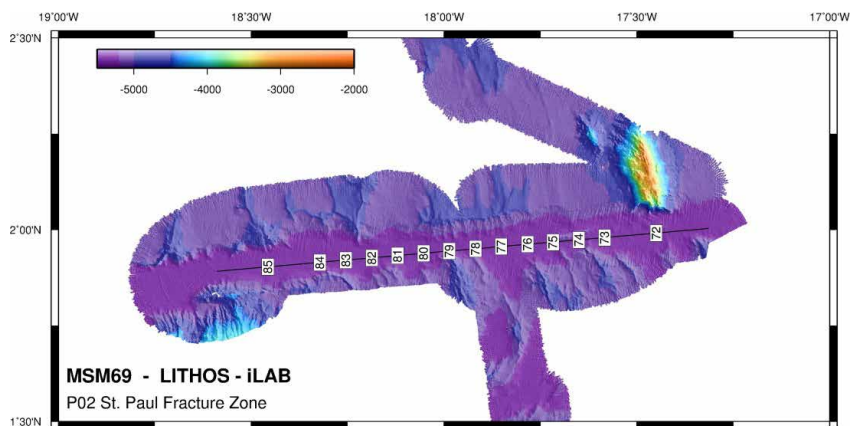 19°00'W 18°30'W 18°00'W 17°30'W 17°00'W
2°30'N
-5000 -4000 -3000 -2000
2°00'N
85 84 83 82 81 80 79 78 77 76 75 74 73 72
MSM69 - LITHOS - iLAB
P02 St. Paul Fracture Zone
1°30'N